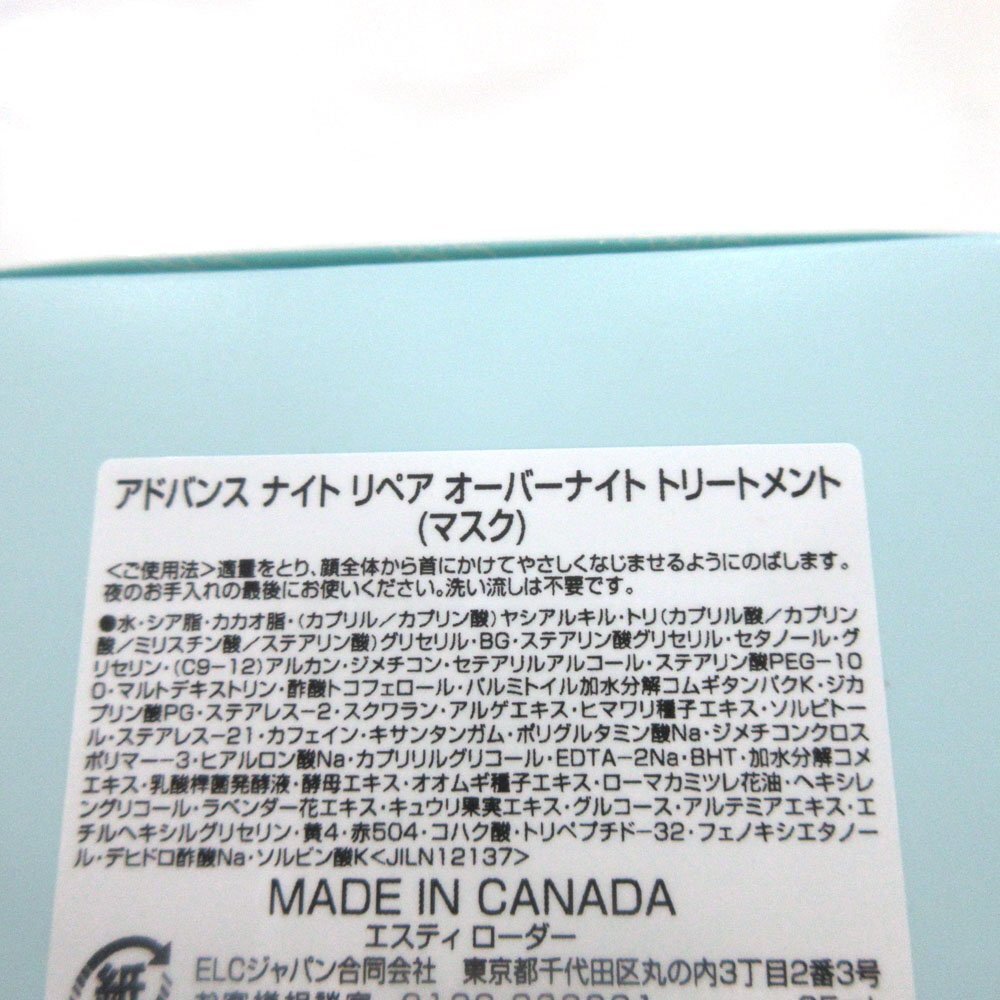 アドバンス ナイト リペア オーバーナイト トリートメント
(マスク)
<ご使用法>適量をとり、顔全体から首にかけてやさしくなじませるようにのばします。
夜のお手入れの最後にお使いください。洗い流しは不要です。
●水・シア脂・カカオ脂・(カプリル/カプリン酸)ヤシアルキル・トリ(カプリル酸/カプリン
酸/ミリスチン酸/ステアリン酸)グリセリル・BG・ステアリン酸グリセリル・セタノール・グ
リセリン・(C9-12)アルカン・ジメチコン・セテアリルアルコール・ステアリン酸PEG-10
0・マルトデキストリン・酢酸トコフェロール・パルミトイル加水分解コムギタンパクK・ジカ
プリン酸PG・ステアレス-2・スクワラン・アルゲエキス・ヒマワリ種子エキス・ソルビトー
ル・ステアレス-21・カフェイン・キサンタンガム・ポリグルタミン酸Na・ジメチコンクロス
ポリマー-3・ヒアルロン酸Na・カプリリルグリコール・EDTA-2Na・BHT・加水分解コメ
エキス・乳酸桿菌発酵液・酵母エキス・オオムギ種子エキス・ローマカミツレ花油・ヘキシレ
ングリコール・ラベンダー花エキス・キュウリ果実エキス・グルコース・アルテミアエキス・エ
チルヘキシルグリセリン・黄4・赤504・コハク酸・トリペプチド-32・フェノキシエタノー
ル・デヒドロ酢酸Na・ソルビン酸K<JILN12137>
MADE IN CANADA
エスティ ローダー
紙
ELCジャパン合同会社 東京都千代田区丸の内3丁目2番3号